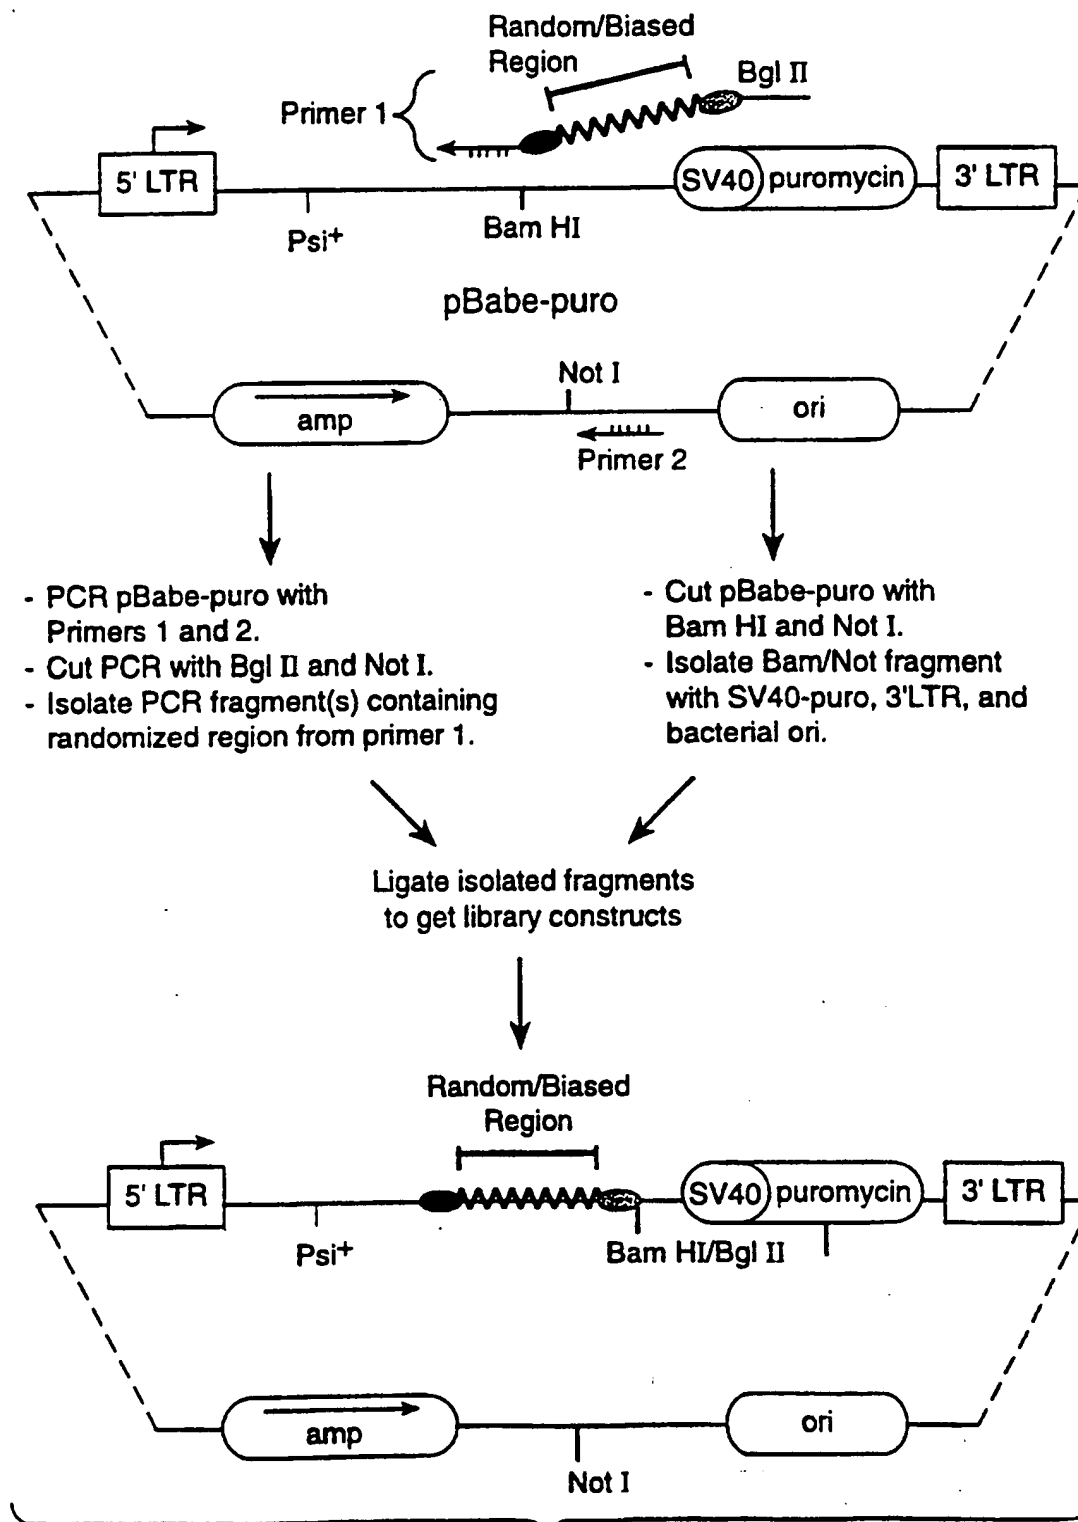 Random/Biased
Region
Bgl II
Primer 1
5' LTR
SV40
puromycin
3' LTR
Psi+
Bam HI
pBabe-puro
Not I
amp
ori
Primer 2
- PCR pBabe-puro with
Primers 1 and 2.
- Cut PCR with Bgl II and Not I.
- Isolate PCR fragment(s) containing
randomized region from primer 1.
- Cut pBabe-puro with
Bam HI and Not I.
- Isolate Bam/Not fragment
with SV40-puro, 3'LTR, and
bacterial ori.
Ligate isolated fragments
to get library constructs
Random/Biased
Region
5' LTR
SV40
puromycin
3' LTR
Psi+
Bam HI/Bgl II
amp
ori
Not I